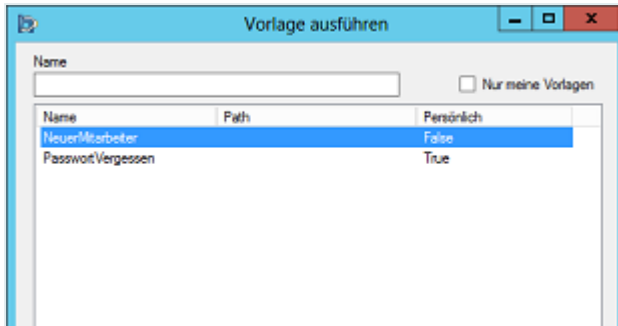 Vorlage ausführen
Name
Nur meine Vorlagen
Name Path Persönlich
NeuerMitarbeiter False
PasswortVergessen True